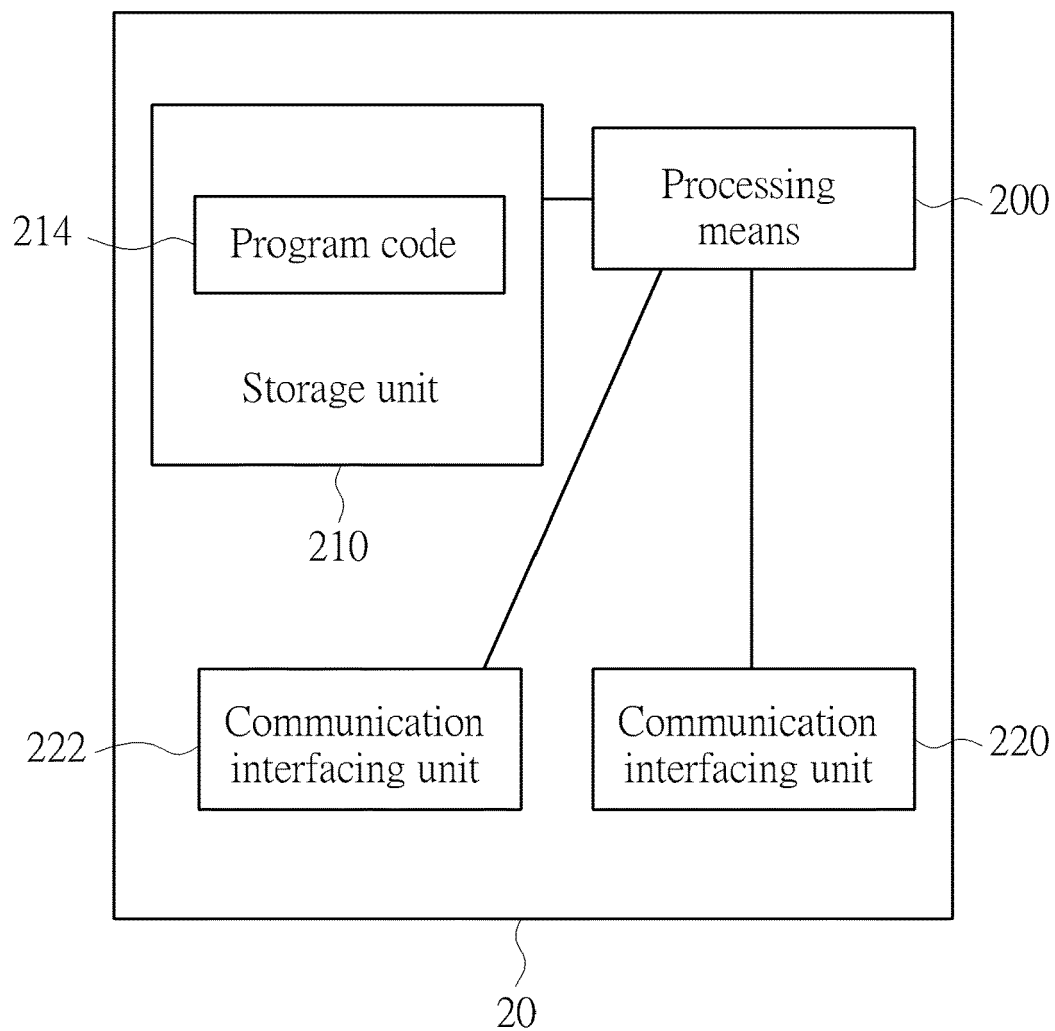 Processing
means
200
214
Program code
Storage unit
210
222
Communication
interfacing unit
Communication
interfacing unit
220
20